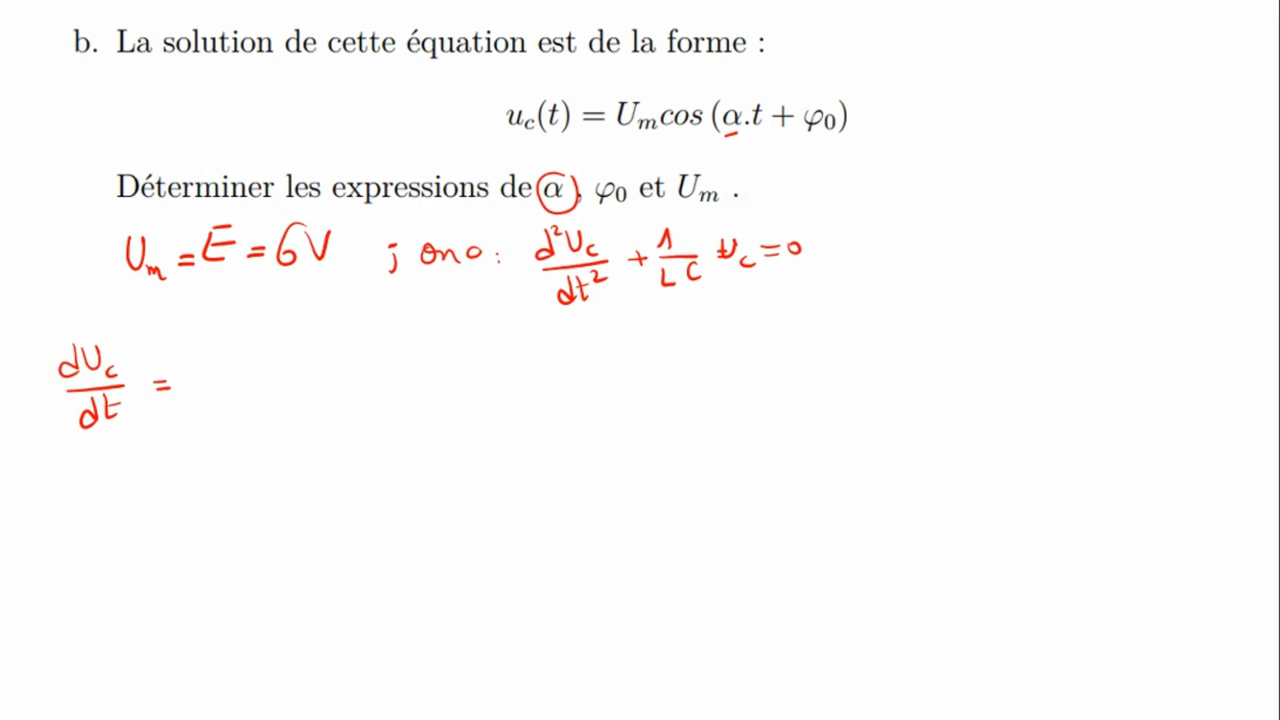 b. La solution de cette équation est de la forme :
u_c(t) = U_m cos (α.t + φ_0)
Déterminer les expressions de α, φ_0 et U_m .
U_m = E = 6V ; on a : d²U_c/dt² + 1/LC u_c = 0
dU_c/dt =